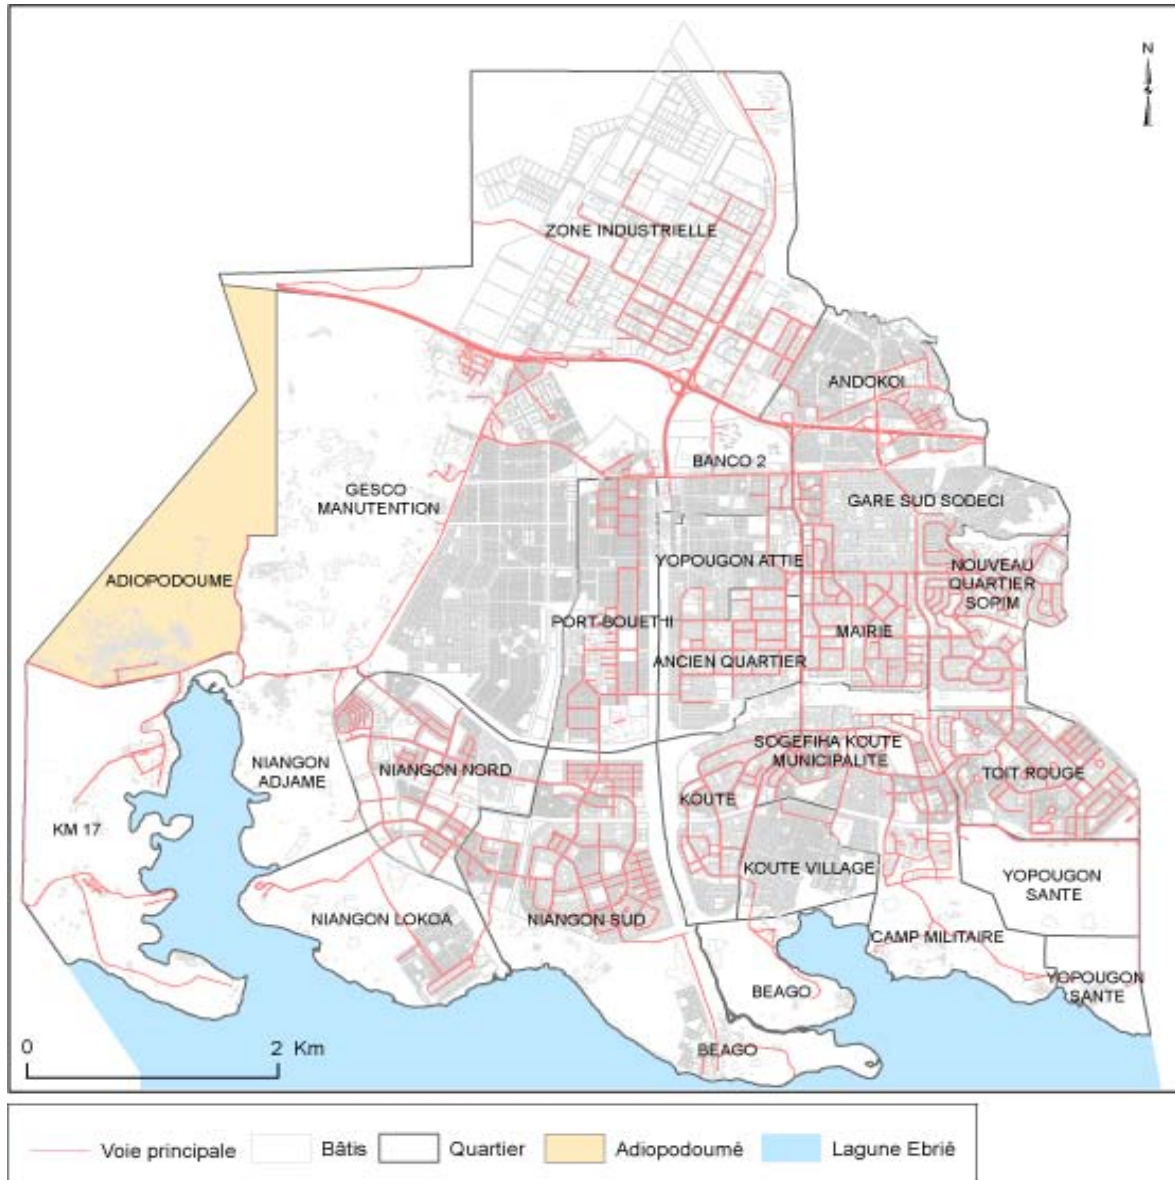 N
ZONE INDUSTRIELLE
ANDOKOI
BANCO 2
GESCO
MANUTENTION
GARE SUD SODECI
YOPOUGON ATTIE
NOUVEAU
QUARTIER
SOPIM
ADIOPODOUME
PORT-BOUET II
MAIRIE
ANCIEN QUARTIER
SOGEFIHA KOUTE
MUNICIPALITE
NIANGON
ADJAME
NIANGON NORD
TOIT ROUGE
KOUTE
KM 17
KOUTE VILLAGE
YOPOUGON
SANTE
NIANGON LOKOA
NIANGON SUD
CAMP MILITAIRE
YOPOUGON
SANTE
BEAGO
BEAGO
0 2 Km
Voie principale Bâtis Quartier Adiopodoumé Lagune Ebrié